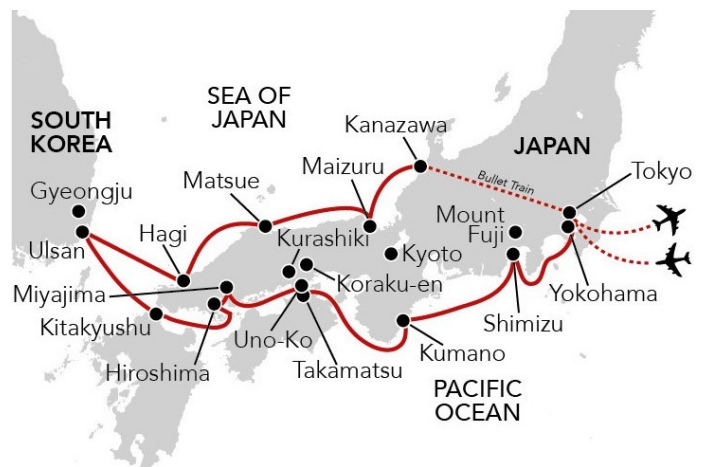 SEA OF
JAPAN
SOUTH
KOREA
Kanazawa
JAPAN
Maizuru
Bullet Train
Tokyo
Matsue
Gyeongju
Mount
Fuji
Hagi
Kurashiki
Ulsan
Kyoto
Koraku-en
Miyajima
Yokohama
Kitakyushu
Uno-Ko
Shimizu
Hiroshima
Takamatsu
Kumano
PACIFIC
OCEAN